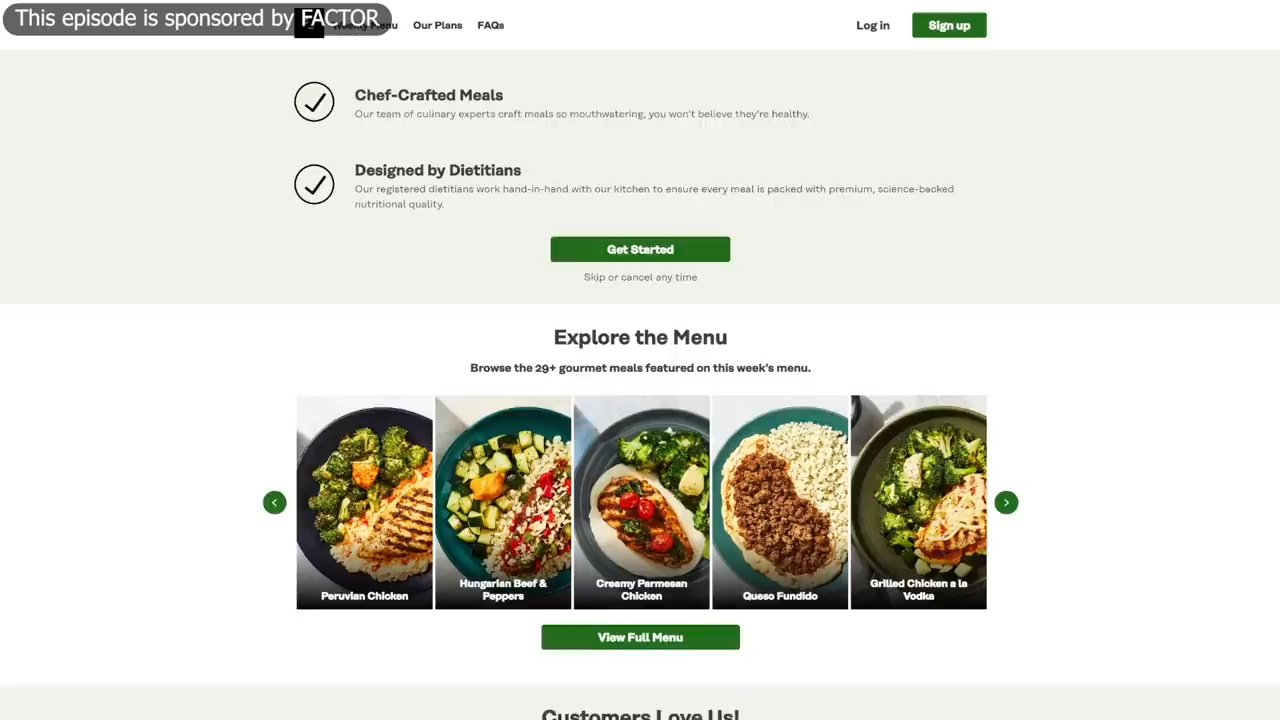 This episode is sponsored by FACTOR
Weekly Menu
Our Plans
FAQs
Log in
Sign up
Chef-Crafted Meals
Our team of culinary experts craft meals so mouthwatering, you won't believe they're healthy.
Designed by Dietitians
Our registered dietitians work hand-in-hand with our kitchen to ensure every meal is packed with premium, science-backed
nutritional quality.
Get Started
Skip or cancel any time
Explore the Menu
Browse the 29+ gourmet meals featured on this week's menu.
Peruvian Chicken
Hungarian Beef &
Peppers
Creamy Parmesan
Chicken
Queso Fundido
Grilled Chicken a la
Vodka
View Full Menu
Customers Love Us!